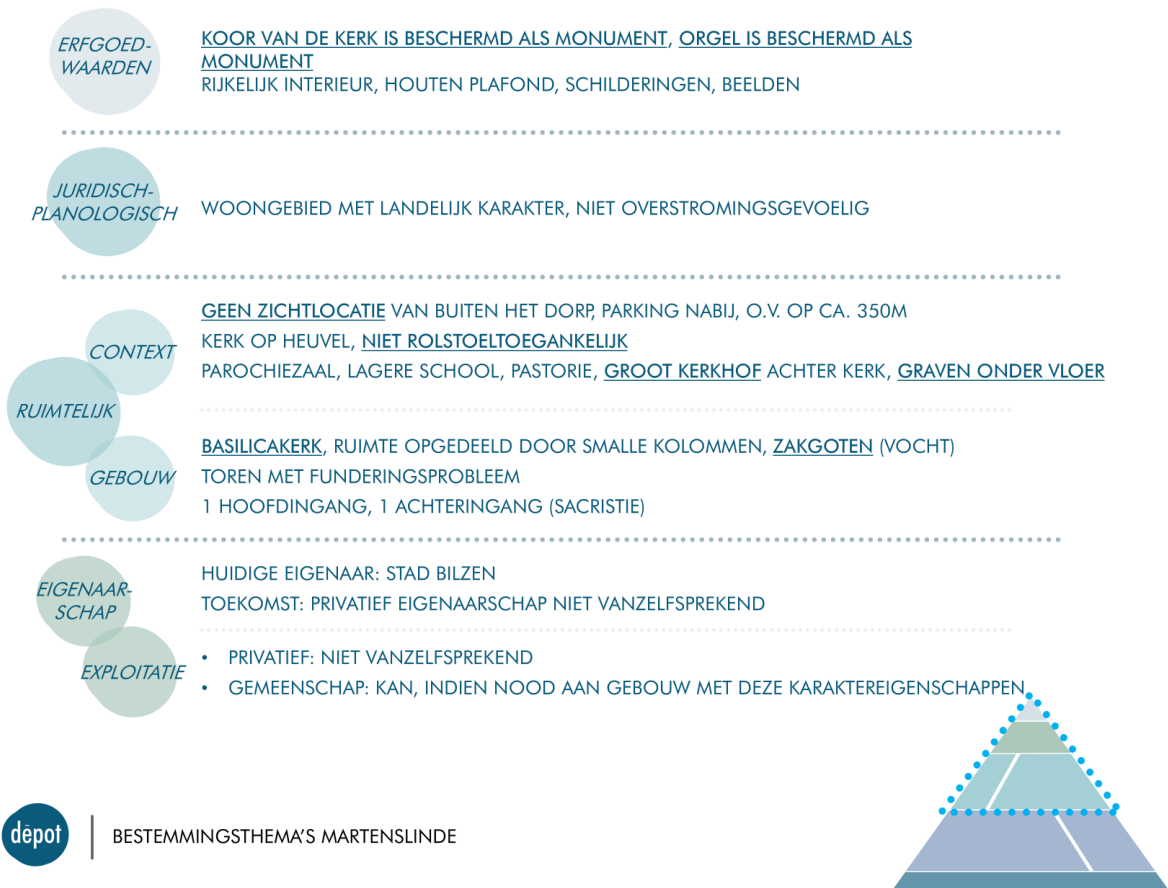 ERFGOED-
WAARDEN
KOOR VAN DE KERK IS BESCHERMD ALS MONUMENT, ORGEL IS BESCHERMD ALS
MONUMENT
RIJKELIJK INTERIEUR, HOUTEN PLAFOND, SCHILDERINGEN, BEELDEN
JURIDISCH-
PLANOLOGISCH
WOONGEBIED MET LANDELIJK KARAKTER, NIET OVERSTROMINGSGEVOELIG
RUIMTELIJK
CONTEXT
GEEN ZICHTLOCATIE VAN BUITEN HET DORP, PARKING NABIJ, O.V. OP CA. 350M
KERK OP HEUVEL, NIET ROLSTOELTOEGANKELIJK
PAROCHIEZAAL, LAGERE SCHOOL, PASTORIE, GROOT KERKHOF ACHTER KERK, GRAVEN ONDER VLOER
GEBOUW
BASILICAKERK, RUIMTE OPGEDEELD DOOR SMALLE KOLOMMEN, ZAKGOTEN (VOCHT)
TOREN MET FUNDERINGSPROBLEEM
1 HOOFDINGANG, 1 ACHTERINGANG (SACRISTIE)
EIGENAAR-
SCHAP
HUIDIGE EIGENAAR: STAD BILZEN
TOEKOMST: PRIVATIEF EIGENAARSCHAP NIET VANZELFSPREKEND
EXPLOITATIE
• PRIVATIEF: NIET VANZELFSPREKEND
• GEMEENSCHAP: KAN, INDIEN NOOD AAN GEBOUW MET DEZE KARAKTEREIGENSCHAPPEN
dēpot
BESTEMMINGSTHEMA'S MARTENSLINDE